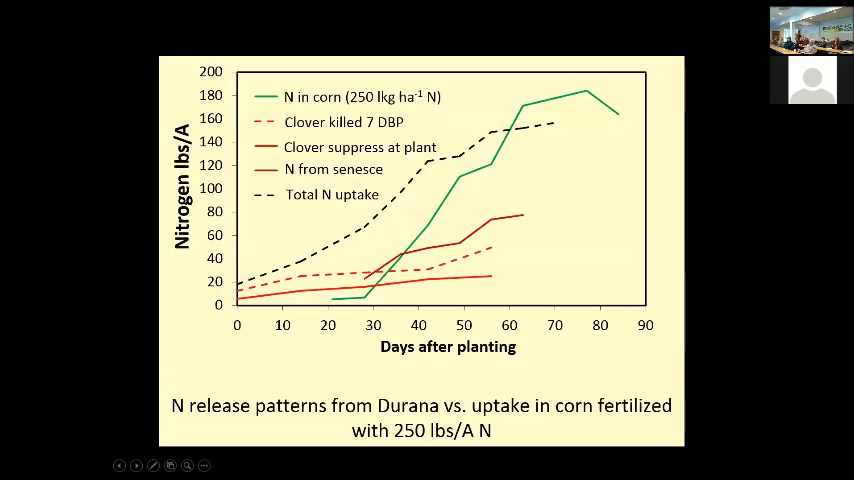 200
180
160
140
120
100
80
60
40
20
0
Nitrogen lbs/A
N in corn (250 lkg ha-1 N)
Clover killed 7 DBP
Clover suppress at plant
N from senesce
Total N uptake
0 10 20 30 40 50 60 70 80 90
Days after planting
N release patterns from Durana vs. uptake in corn fertilized
with 250 lbs/A N